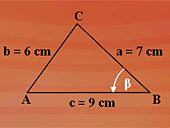 C
b = 6 cm
a = 7 cm
β
A
c = 9 cm
B